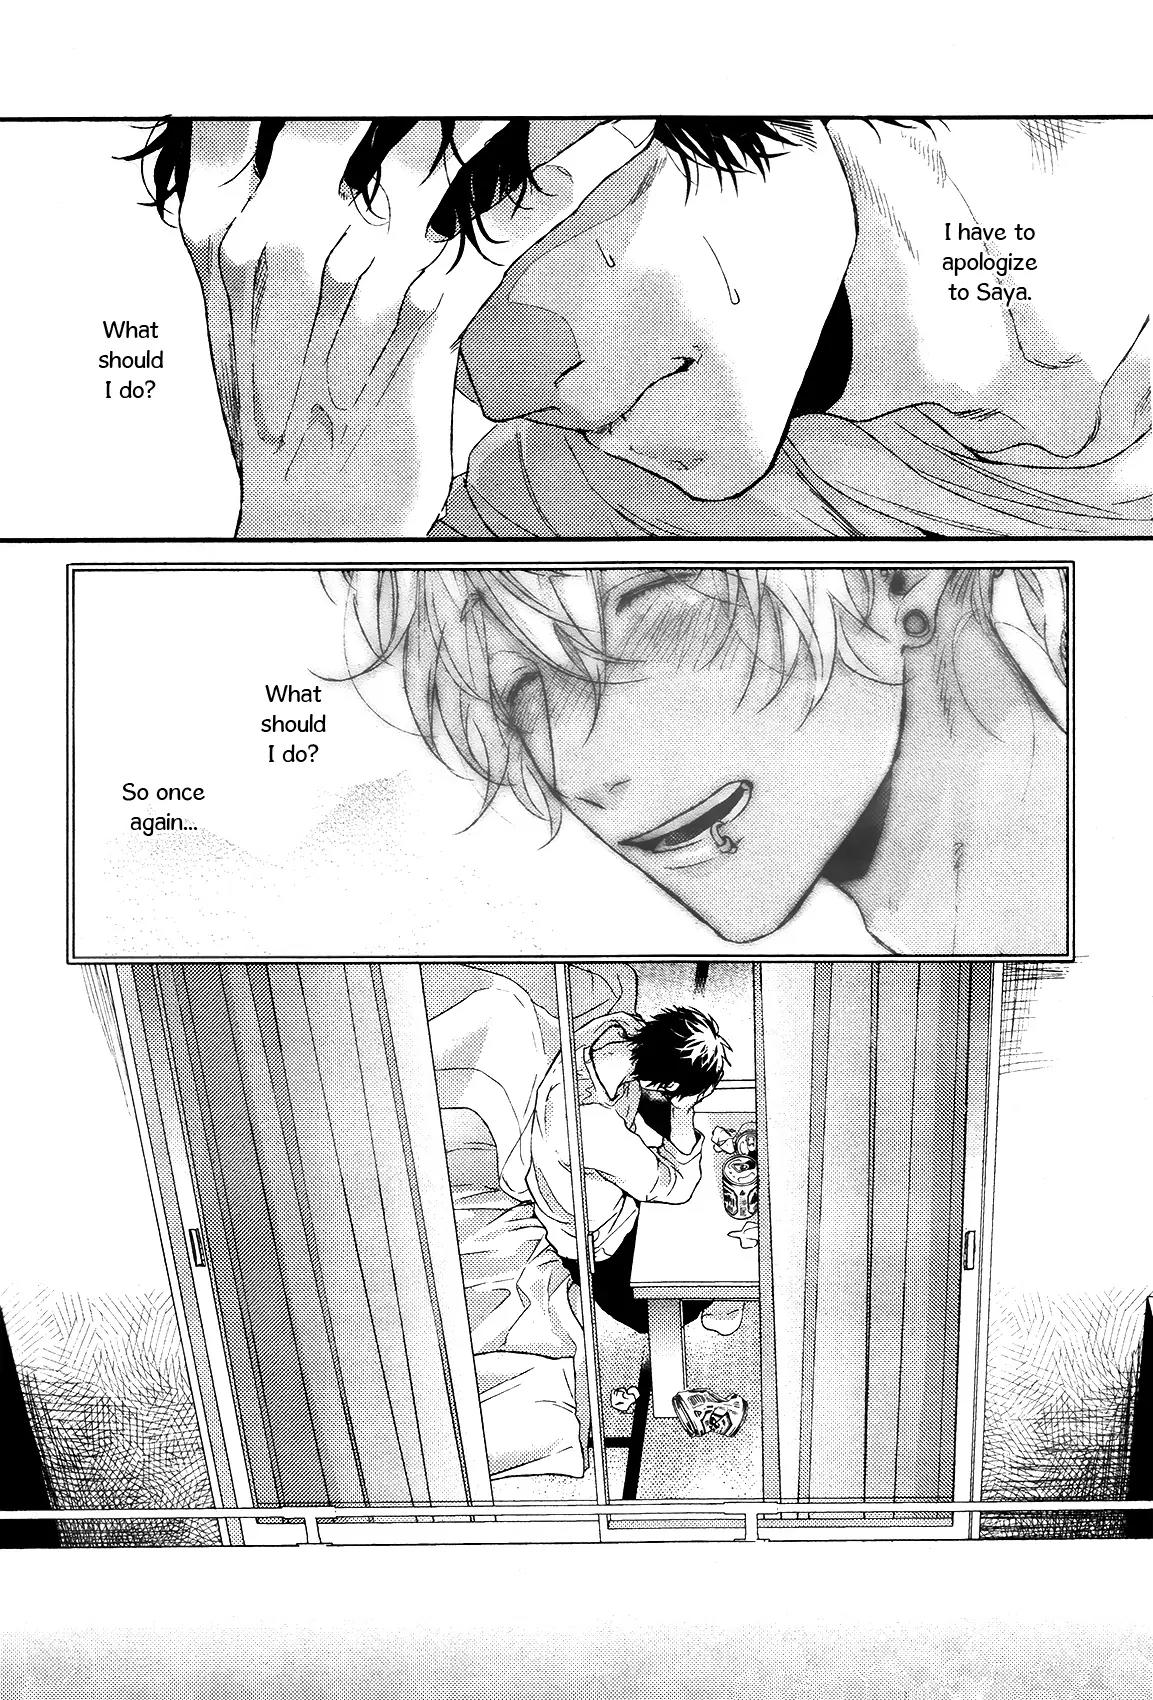 I have to
apologize
to Saya.
What
should
I do?
What
should
I do?
So once
again...